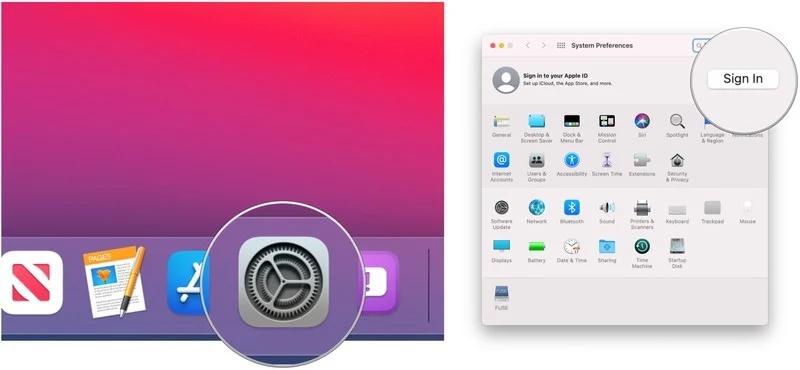 PAGES
System Preferences
Sign in to your Apple ID
Set up iCloud, the App Store, and more.
Sign In
General
Desktop &
Screen Saver
Dock &
Menu Bar
Mission
Control
Siri
Spotlight
Language
& Region
Notifications
Internet
Accounts
Users &
Groups
Accessibility
Screen Time
Extensions
Security
& Privacy
Software
Update
Network
Bluetooth
Sound
Printers &
Scanners
Keyboard
Trackpad
Mouse
Displays
Battery
Date & Time
Sharing
Time
Machine
Startup
Disk
FUSE